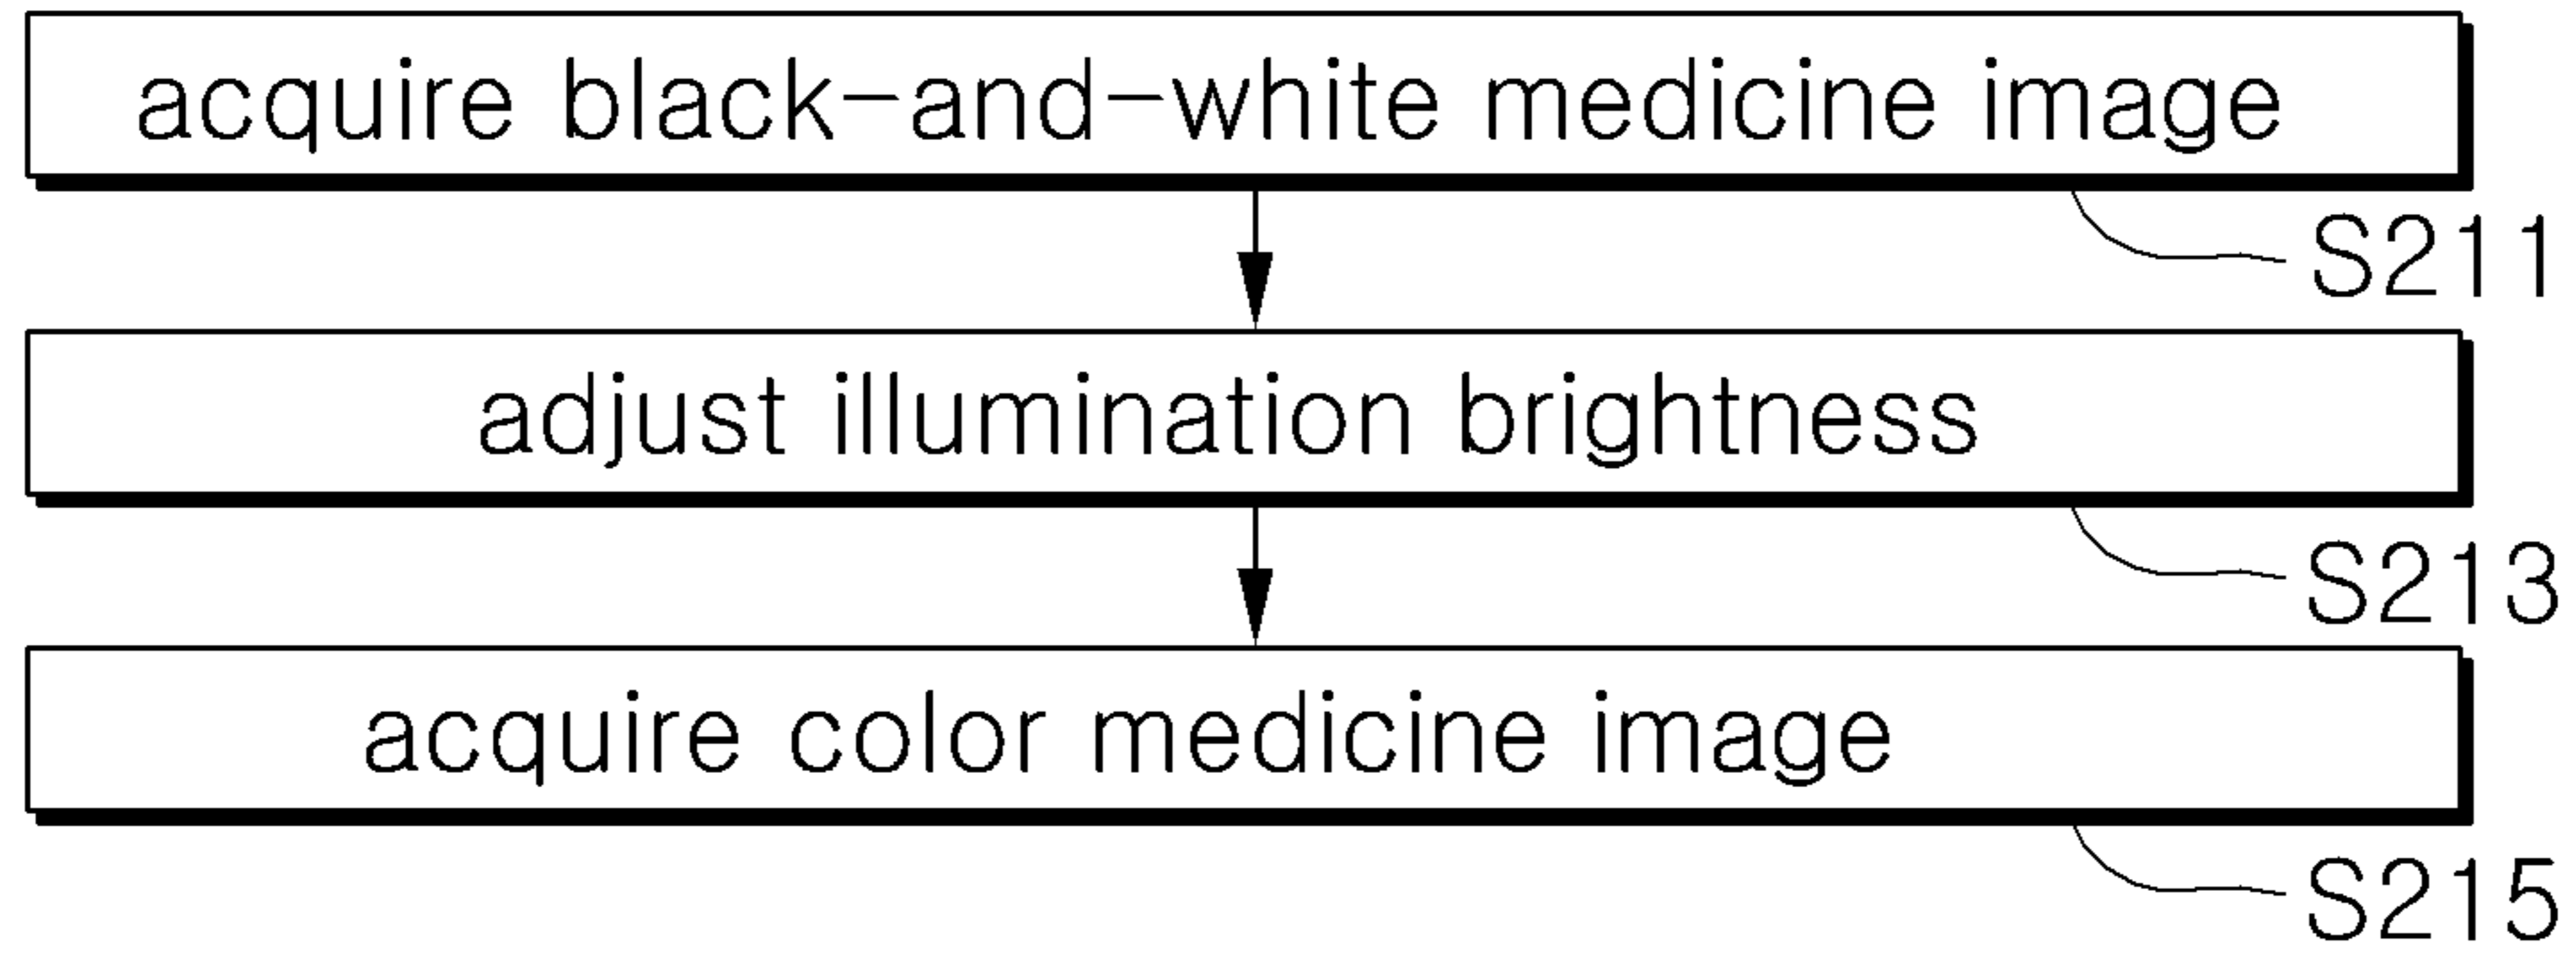 acquire black-and-white medicine image
S211
adjust illumination brightness
S213
acquire color medicine image
S215